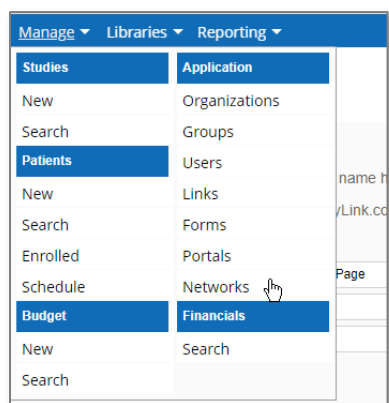 Manage Libraries Reporting
Studies
New
Search
Patients
New
Search
Enrolled
Schedule
Budget
New
Search
Application
Organizations
Groups
Users
Links
Forms
Portals
Networks
Financials
Search
name h
yLink.co
Page